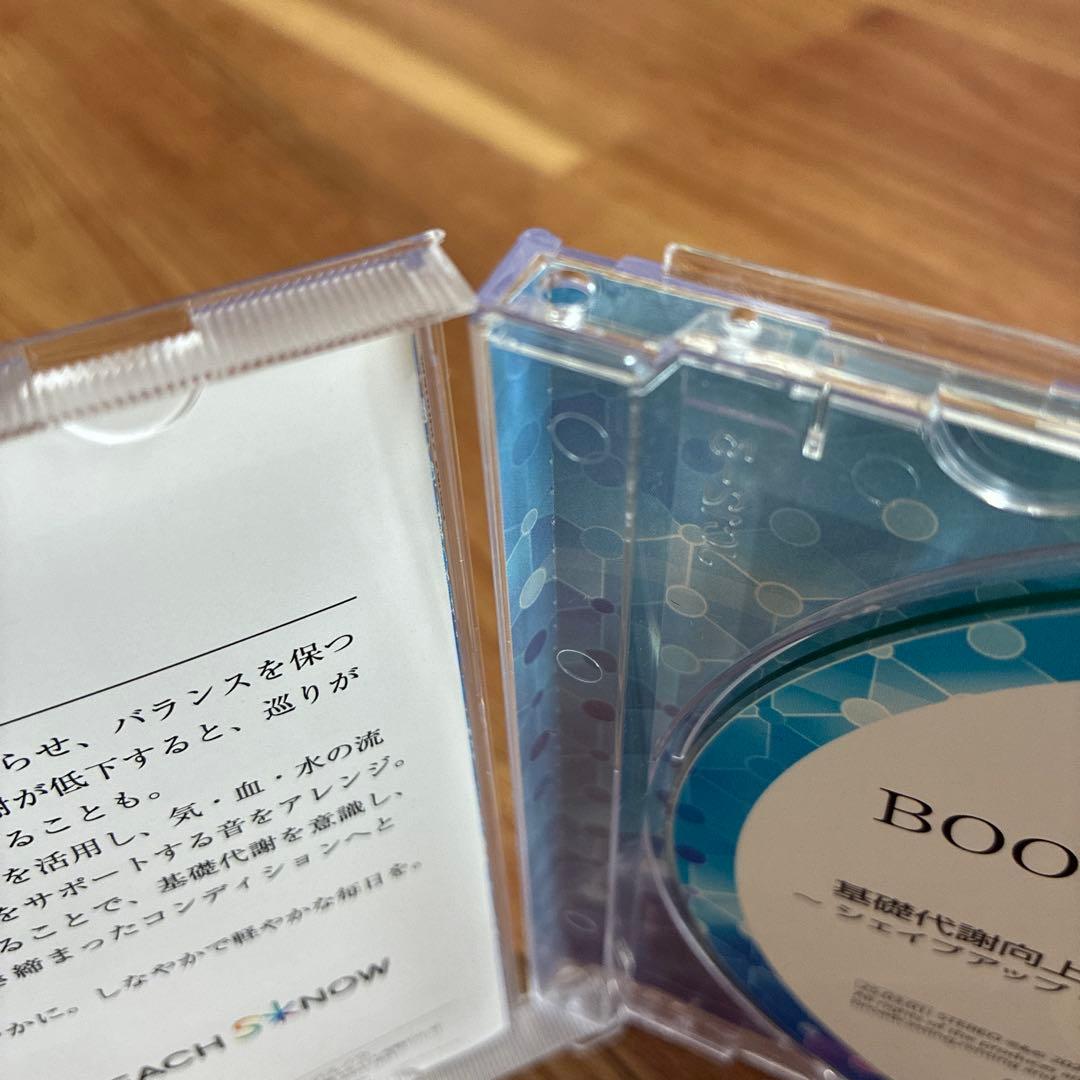 らせ、バランスを保つ
が低下すると、巡りが
ることも。
を活用し、気・血・水の流
をサポートする音をアレンジ。
ることで、基礎代謝を意識し、
締まったコンディションへと
かに。しなやかで軽やかな毎日を。
EACH S NOW
M.S-8
BOO
基礎代謝向上
～シェイプアップ